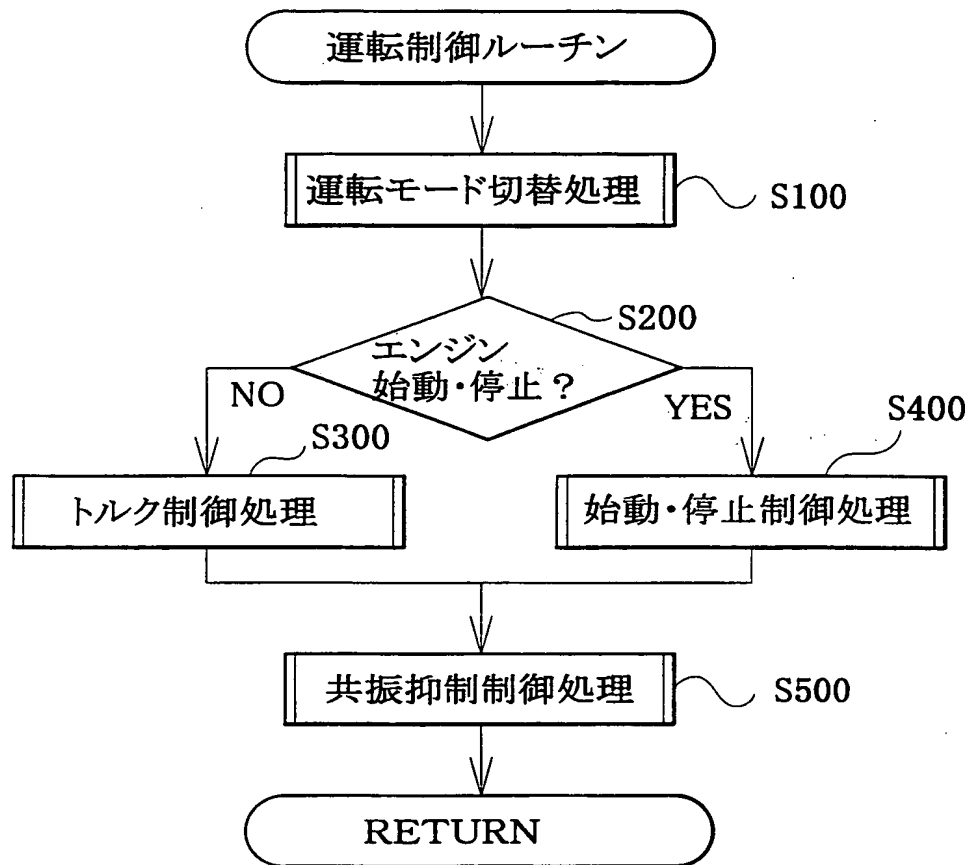 運転制御ルーチン
運転モード切替処理
S100
S200
エンジン
始動・停止?
NO
YES
S300
S400
トルク制御処理
始動・停止制御処理
共振抑制制御処理
S500
RETURN